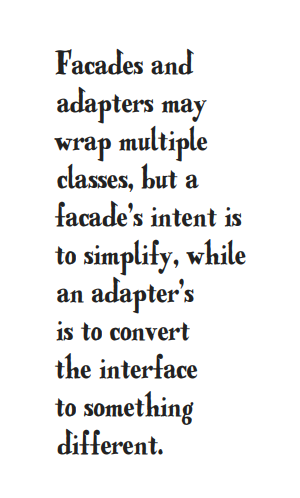 Facades and
adapters may
wrap multiple
classes, but a
facade's intent is
to simplify, while
an adapter's
is to convert
the interface
to something
different.